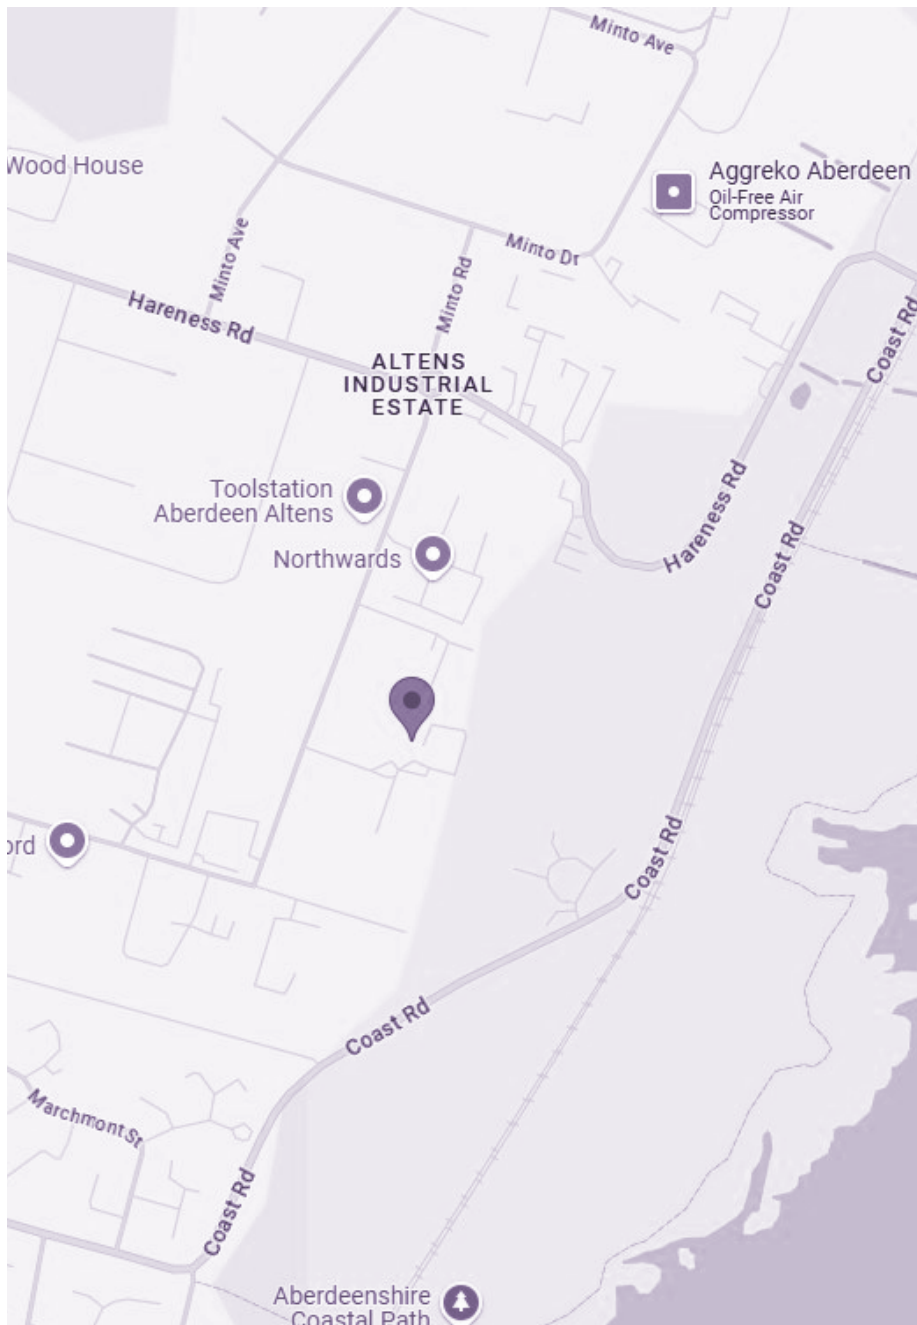 Minto Ave
Wood House
Aggreko Aberdeen
Oil-Free Air
Compressor
Minto Ave
Minto Dr
Minto Rd
Hareness Rd
Coast Rd
ALTENS
INDUSTRIAL
ESTATE
Toolstation
Aberdeen Altens
Hareness Rd
Northwards
Coast Rd
ord
Coast Rd
Coast Rd
Marchmont St
Coast Rd
Aberdeenshire
Coastal Path